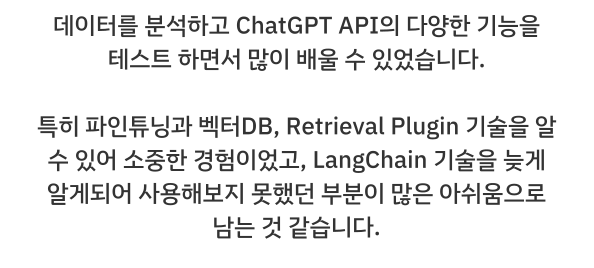 데이터를 분석하고 ChatGPT API의 다양한 기능을
테스트 하면서 많이 배울 수 있었습니다.
특히 파인튜닝과 벡터DB, Retrieval Plugin 기술을 알
수 있어 소중한 경험이었고, LangChain 기술을 늦게
알게되어 사용해보지 못했던 부분이 많은 아쉬움으로
남는 것 같습니다.